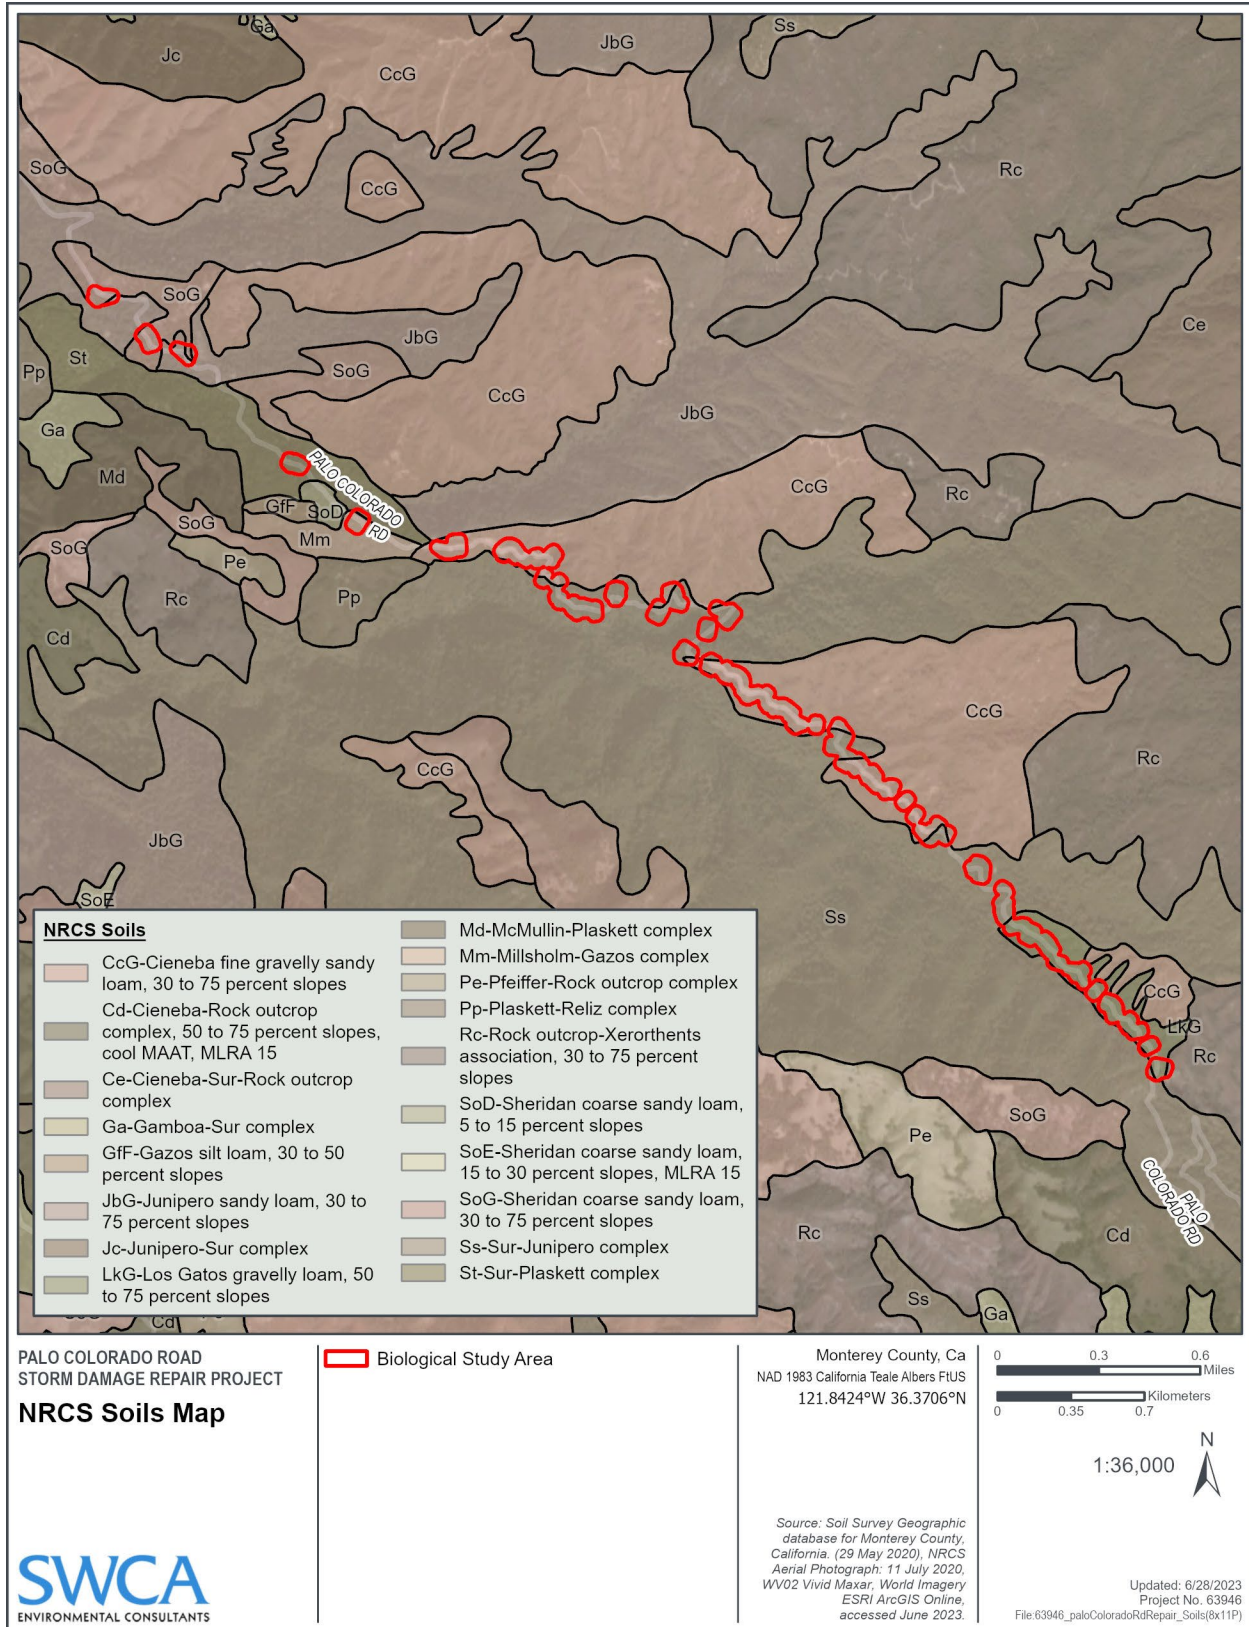 Ga
Ss
Jc
JbG
CcG
SoG
CcG
Rc
SoG
Ce
JbG
St
Pp
SoG
CcG
JbG
Ga
Md
CcG
Rc
PALO COLORADO
RD
GfF
SoD
SoG
Mm
SoG
Pe
Rc
Pp
Cd
CcG
Rc
CcG
JbG
SoE
Ss
CcG
LkG
Rc
SoG
Pe
PALO
COLORADO RD
Rc
Cd
Ss
Ga
Cd
NRCS Soils
CcG-Cieneba fine gravelly sandy
loam, 30 to 75 percent slopes
Cd-Cieneba-Rock outcrop
complex, 50 to 75 percent slopes,
cool MAAT, MLRA 15
Ce-Cieneba-Sur-Rock outcrop
complex
Ga-Gamboa-Sur complex
GfF-Gazos silt loam, 30 to 50
percent slopes
JbG-Junipero sandy loam, 30 to
75 percent slopes
Jc-Junipero-Sur complex
LkG-Los Gatos gravelly loam, 50
to 75 percent slopes
Md-McMullin-Plaskett complex
Mm-Millsholm-Gazos complex
Pe-Pfeiffer-Rock outcrop complex
Pp-Plaskett-Reliz complex
Rc-Rock outcrop-Xerorthents
association, 30 to 75 percent
slopes
SoD-Sheridan coarse sandy loam,
5 to 15 percent slopes
SoE-Sheridan coarse sandy loam,
15 to 30 percent slopes, MLRA 15
SoG-Sheridan coarse sandy loam,
30 to 75 percent slopes
Ss-Sur-Junipero complex
St-Sur-Plaskett complex
PALO COLORADO ROAD
STORM DAMAGE REPAIR PROJECT
NRCS Soils Map
SWCA
ENVIRONMENTAL CONSULTANTS
Biological Study Area
Monterey County, Ca
NAD 1983 California Teale Albers FtUS
121.8424°W 36.3706°N
Source: Soil Survey Geographic
database for Monterey County,
California. (29 May 2020), NRCS
Aerial Photograph: 11 July 2020,
WV02 Vivid Maxar, World Imagery
ESRI ArcGIS Online,
accessed June 2023.
0 0.3 0.6
Miles
Kilometers
0 0.35 0.7
N
1:36,000
Updated: 6/28/2023
Project No. 63946
File:63946_paloColoradoRdRepair_Soils(8x11P)